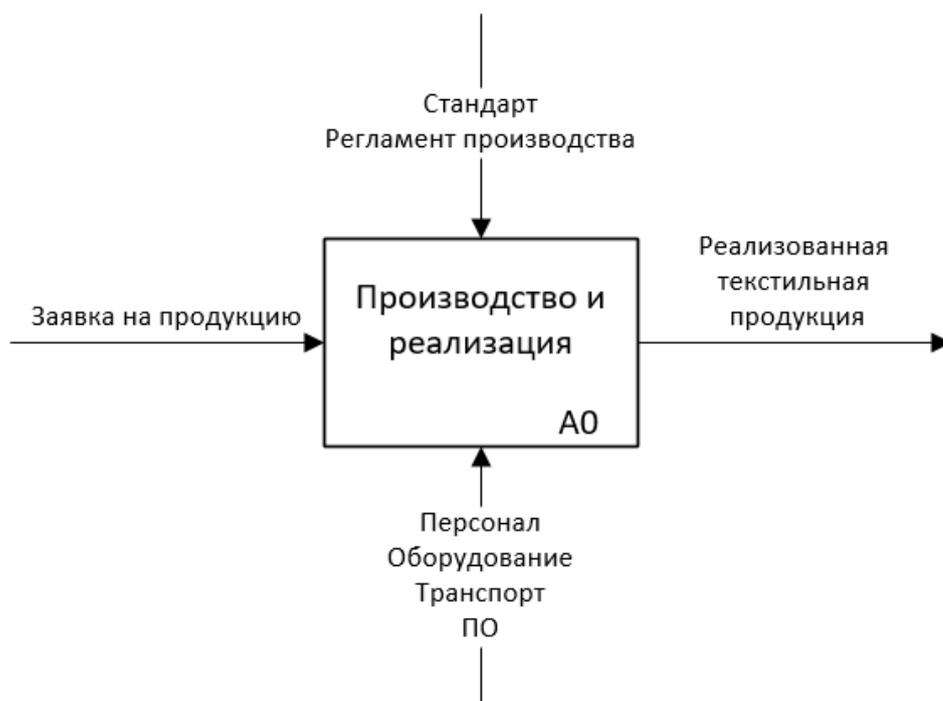 Стандарт
Регламент производства
Реализованная
текстильная
продукция
Заявка на продукцию
Производство и
реализация
А0
Персонал
Оборудование
Транспорт
ПО